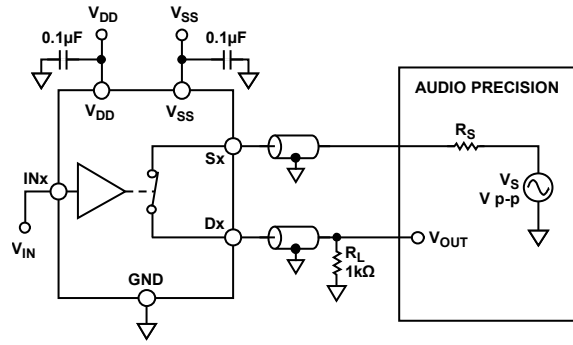 VDD
VSS
0.1µF
0.1µF
VDD
VSS
AUDIO PRECISION
RS
Sx
INx
VS
V p-p
Dx
VIN
VOUT
RL
1kΩ
GND